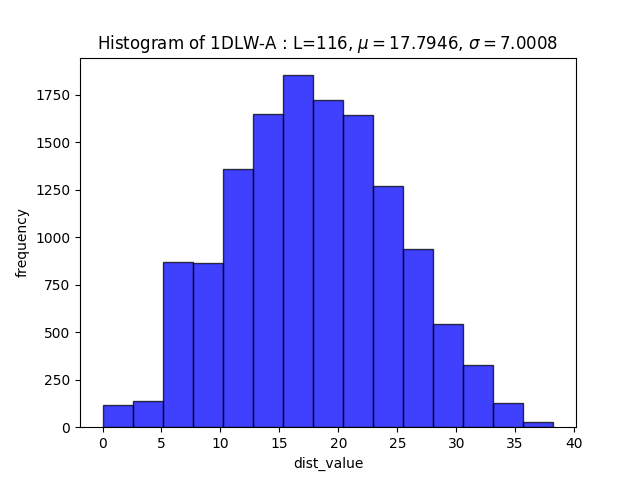 Histogram of 1DLW-A : L=116, μ = 17.7946, σ = 7.0008
frequency
1750
1500
1250
1000
750
500
250
0
0 5 10 15 20 25 30 35 40
dist_value